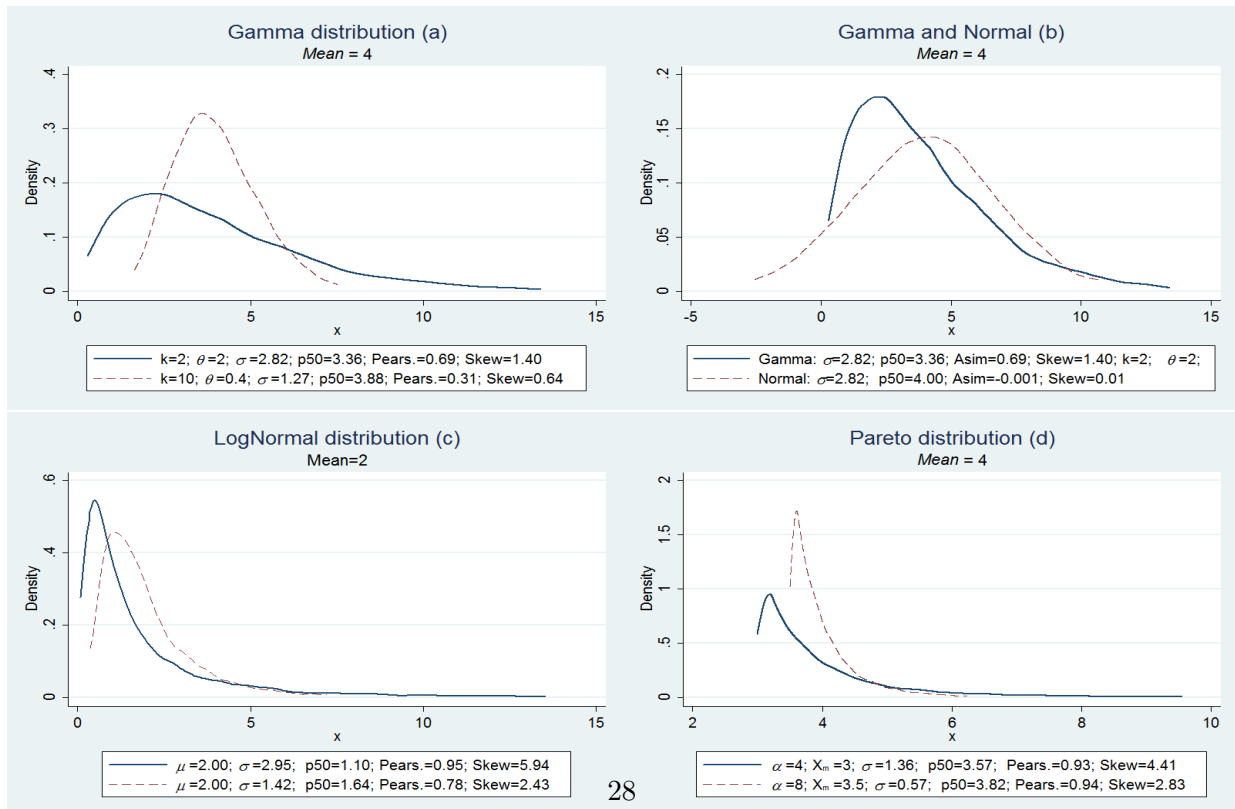 Gamma distribution (a)
Mean = 4
.4
.3
.2
.1
0
Density
0 5 10 15
x
k=2; θ=2; σ=2.82; p50=3.36; Pears.=0.69; Skew=1.40
k=10; θ=0.4; σ=1.27; p50=3.88; Pears.=0.31; Skew=0.64
Gamma and Normal (b)
Mean = 4
.2
.15
.1
.05
0
Density
-5 0 5 10 15
x
Gamma: σ=2.82; p50=3.36; Asim=0.69; Skew=1.40; k=2; θ=2;
Normal: σ=2.82; p50=4.00; Asim=-0.001; Skew=0.01
LogNormal distribution (c)
Mean=2
.6
.4
.2
0
Density
0 5 10 15
x
μ=2.00; σ=2.95; p50=1.10; Pears.=0.95; Skew=5.94
μ=2.00; σ=1.42; p50=1.64; Pears.=0.78; Skew=2.43
Pareto distribution (d)
Mean = 4
2
1.5
1
.5
0
Density
2 4 6 8 10
x
α=4; Xₘ=3; σ=1.36; p50=3.57; Pears.=0.93; Skew=4.41
α=8; Xₘ=3.5; σ=0.57; p50=3.82; Pears.=0.94; Skew=2.83
28